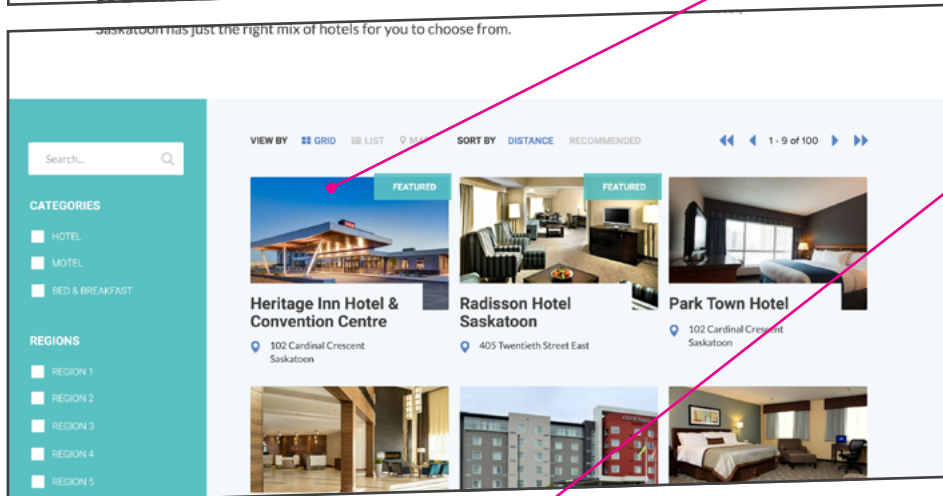 Saskatoon has just the right mix of hotels for you to choose from.
VIEW BY GRID LIST MAP SORT BY DISTANCE RECOMMENDED 1 - 9 of 100
Search...
CATEGORIES
HOTEL
MOTEL
BED & BREAKFAST
REGIONS
REGION 1
REGION 2
REGION 3
REGION 4
REGION 5
FEATURED
Heritage Inn Hotel &
Convention Centre
102 Cardinal Crescent
Saskatoon
FEATURED
Radisson Hotel
Saskatoon
405 Twentieth Street East
Park Town Hotel
102 Cardinal Crescent
Saskatoon